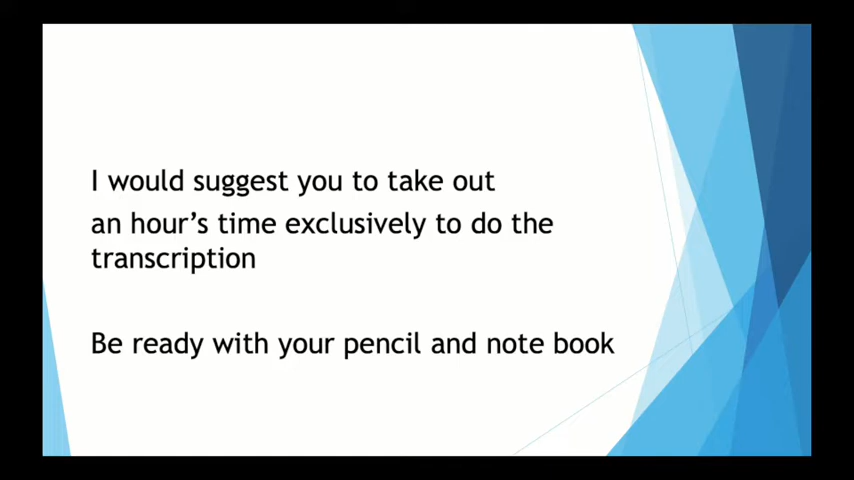 I would suggest you to take out
an hour’s time exclusively to do the
transcription
Be ready with your pencil and note book